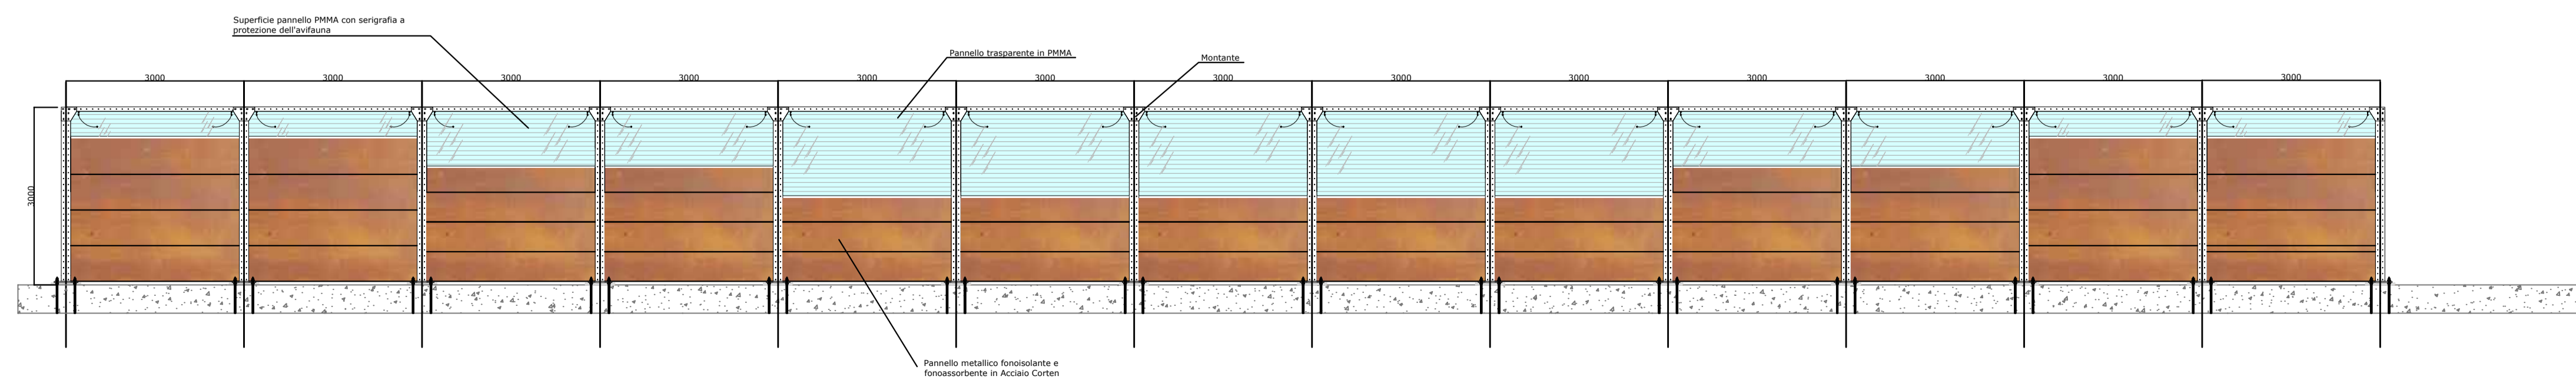 Superficie pannello PMMA con serigrafia a
protezione dell'avifauna
Pannello trasparente in PMMA
Montante
3000 3000 3000 3000 3000 3000 3000 3000 3000 3000 3000 3000 3000
3000
Pannello metallico fonoisolante e
fonoassorbente in Acciaio Corten